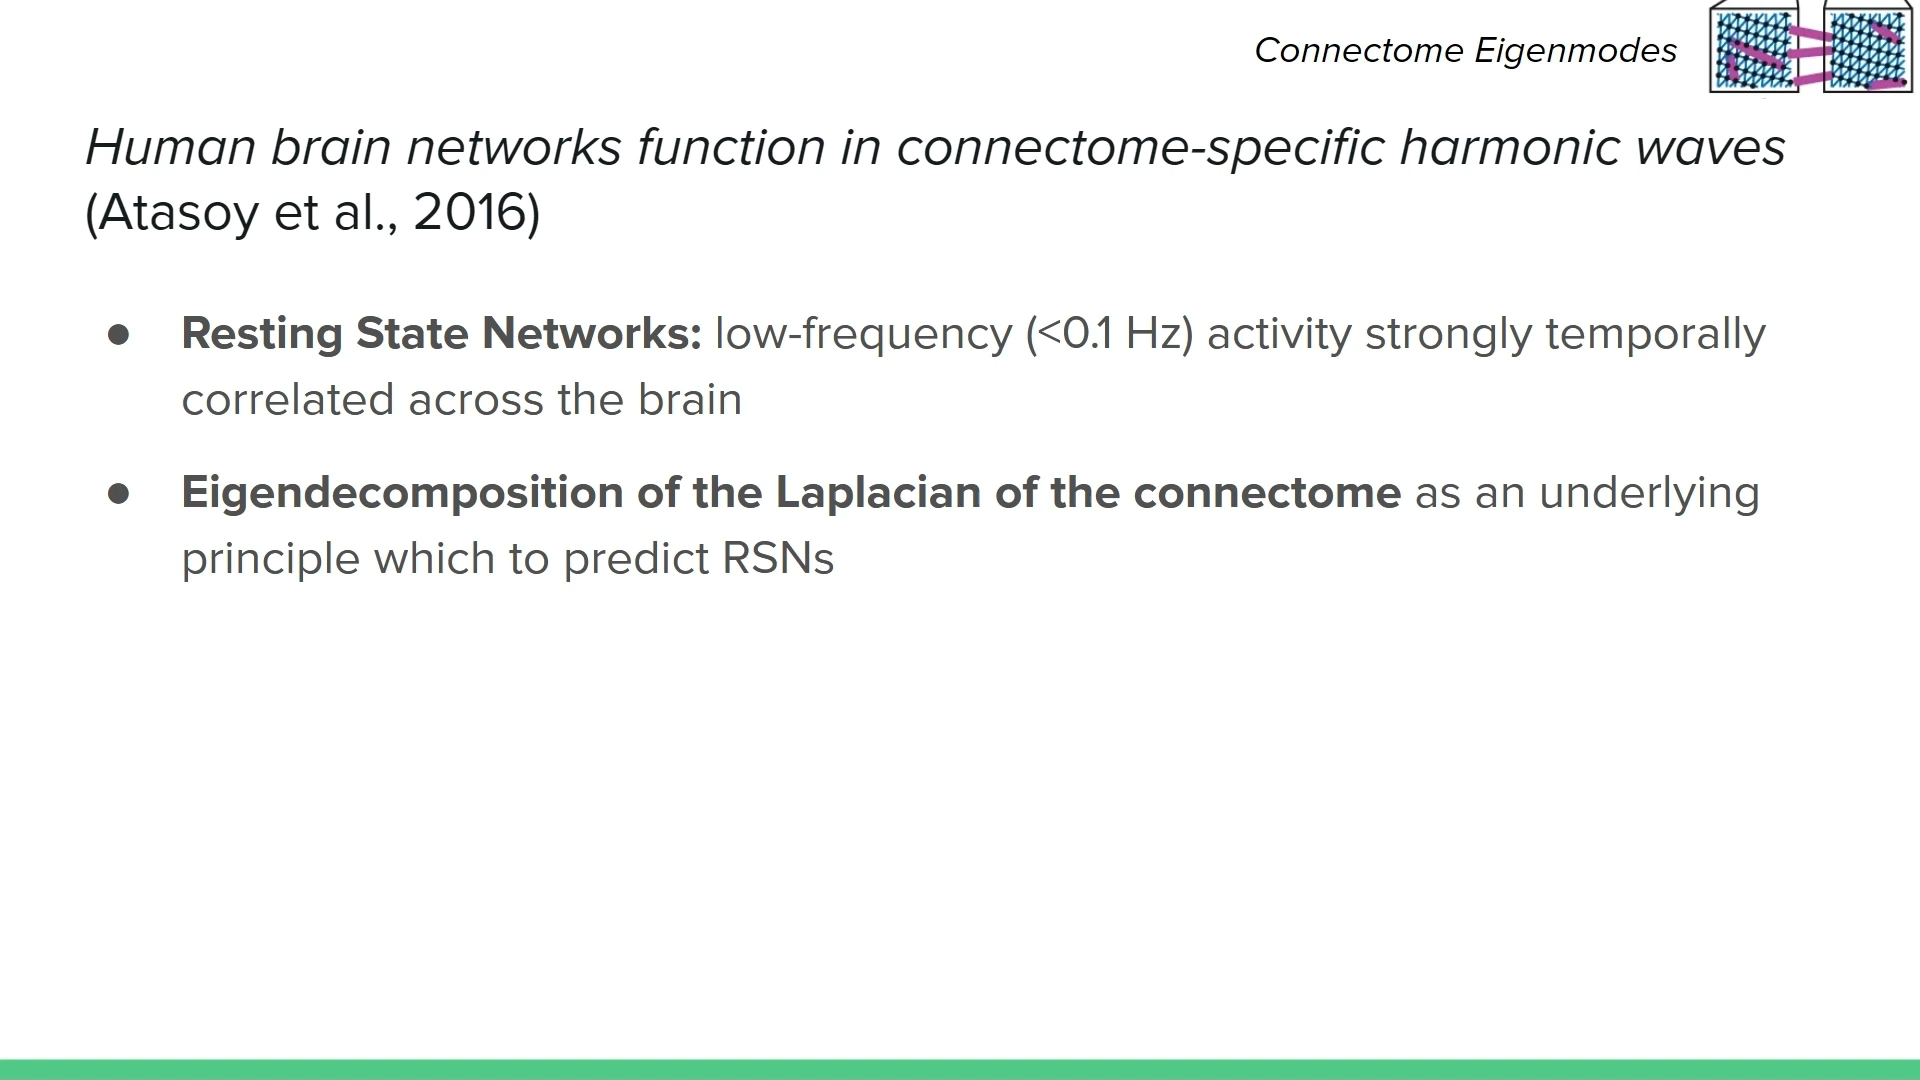 Connectome Eigenmodes
Human brain networks function in connectome-specific harmonic waves
(Atasoy et al., 2016)
● Resting State Networks: low-frequency (<0.1 Hz) activity strongly temporally
correlated across the brain
● Eigendecomposition of the Laplacian of the connectome as an underlying
principle which to predict RSNs